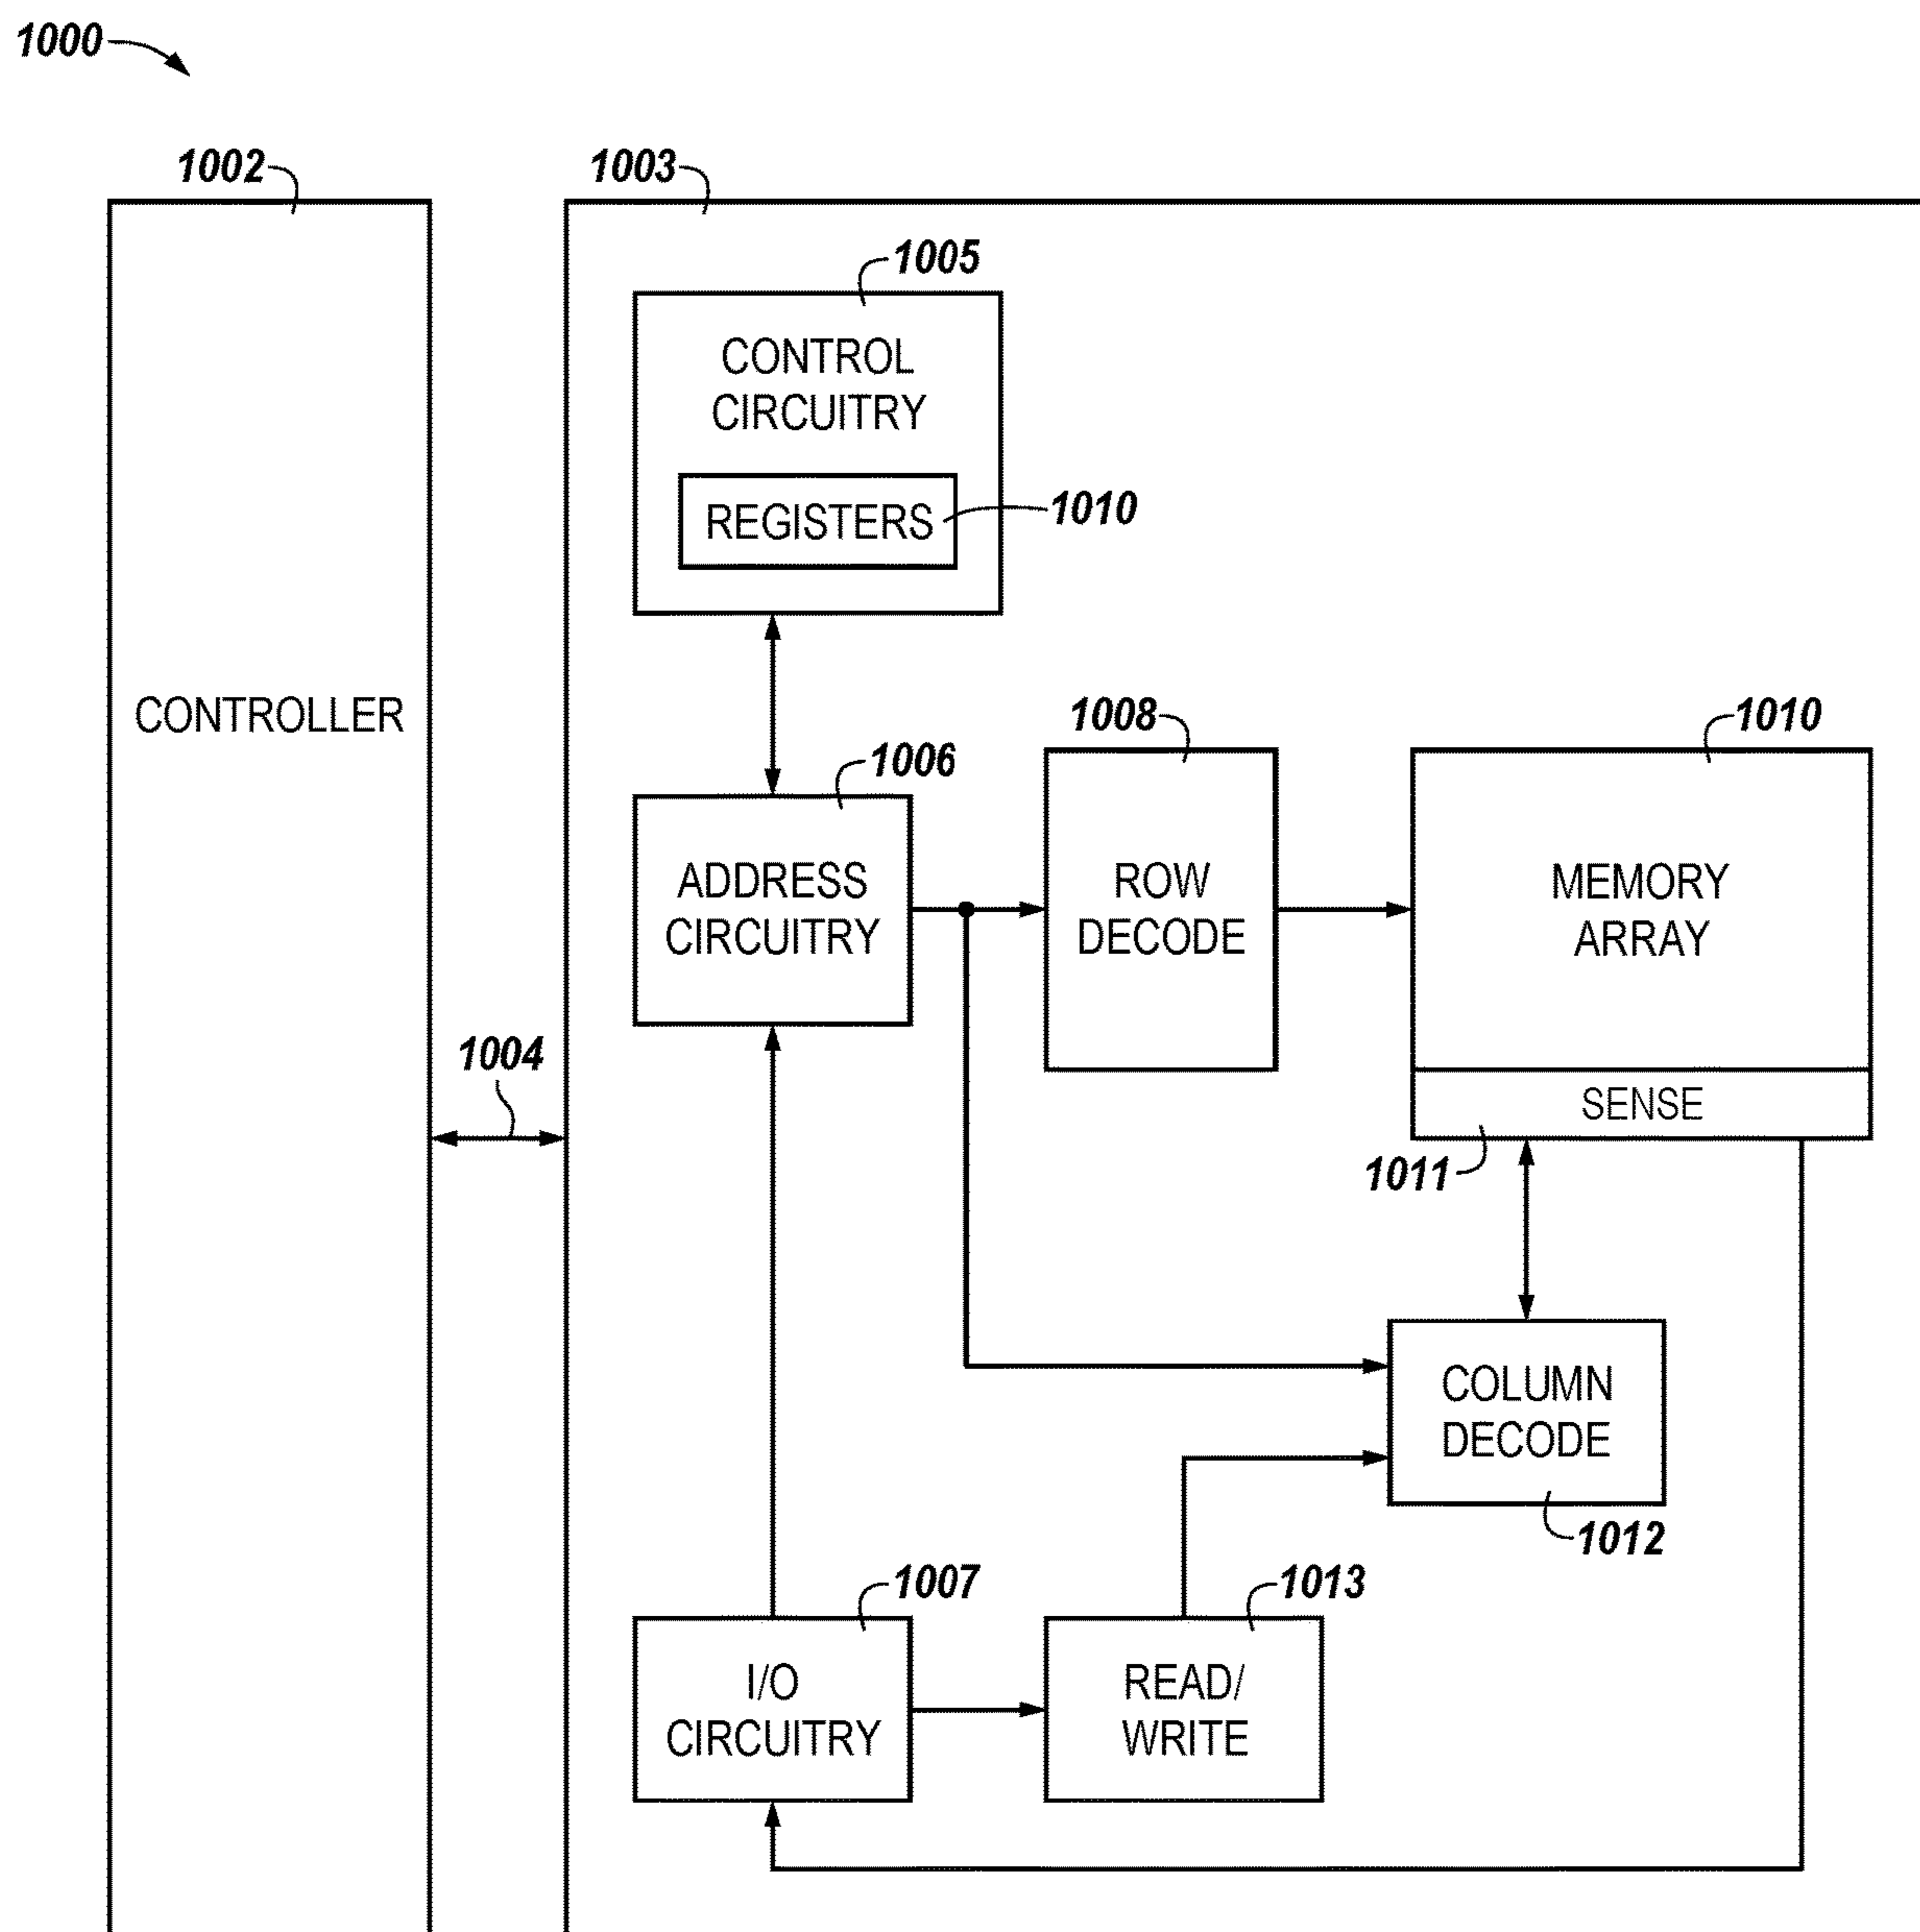 1000
1002
1003
1005
CONTROL
CIRCUITRY
REGISTERS
1010
CONTROLLER
1008
1010
1006
ADDRESS
CIRCUITRY
ROW
DECODE
MEMORY
ARRAY
1004
SENSE
1011
COLUMN
DECODE
1012
1007
1013
I/O
CIRCUITRY
READ/
WRITE